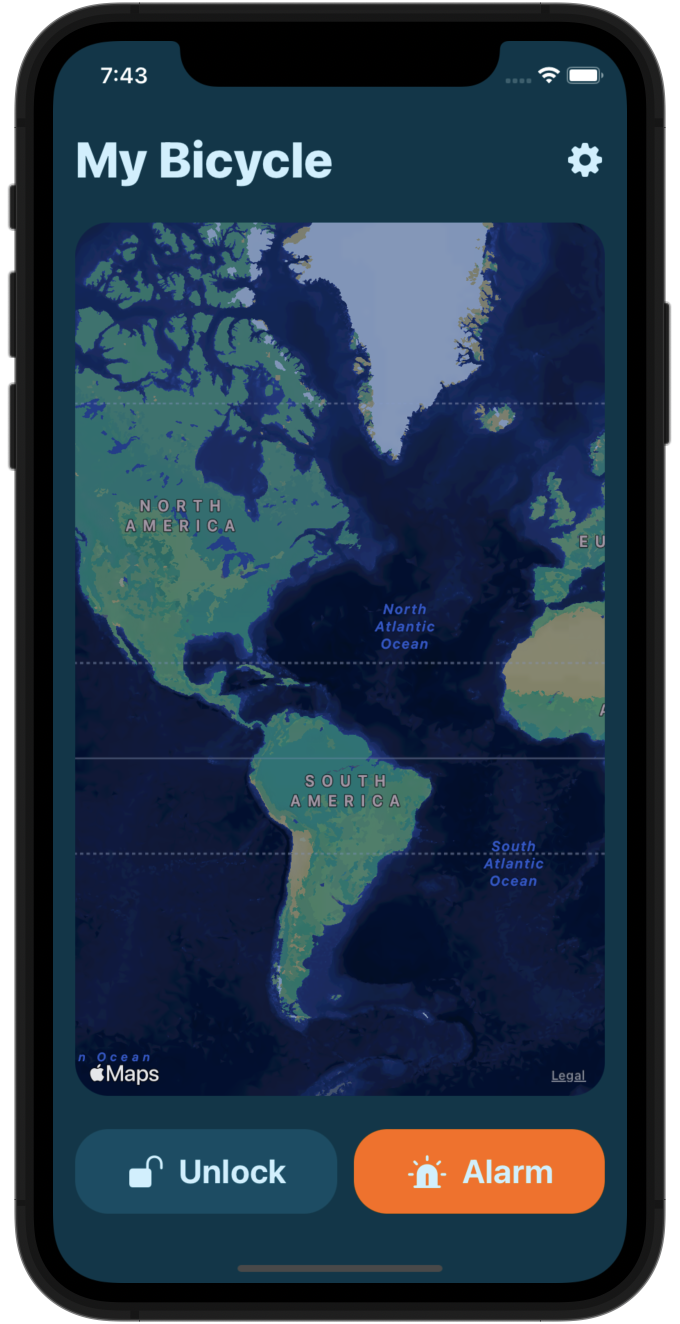 7:43
My Bicycle
NORTH
AMERICA
EU
North
Atlantic
Ocean
A
SOUTH
AMERICA
South
Atlantic
Ocean
n Ocean
Maps
Legal
Unlock
Alarm